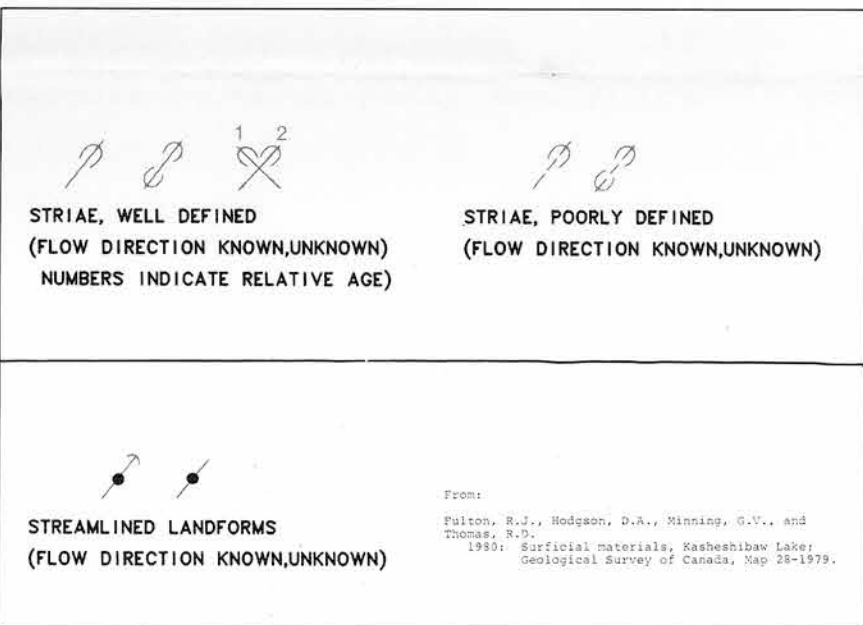 1 2
STRIAE, WELL DEFINED
(FLOW DIRECTION KNOWN,UNKNOWN)
NUMBERS INDICATE RELATIVE AGE)
STRIAE, POORLY DEFINED
(FLOW DIRECTION KNOWN,UNKNOWN)
STREAMLINED LANDFORMS
(FLOW DIRECTION KNOWN,UNKNOWN)
From:
Fulton, R.J., Hodgson, D.A., Minning, G.V., and
Thomas, R.D.
1980: Surficial materials, Kasheshibaw Lake;
Geological Survey of Canada, Map 28-1979.